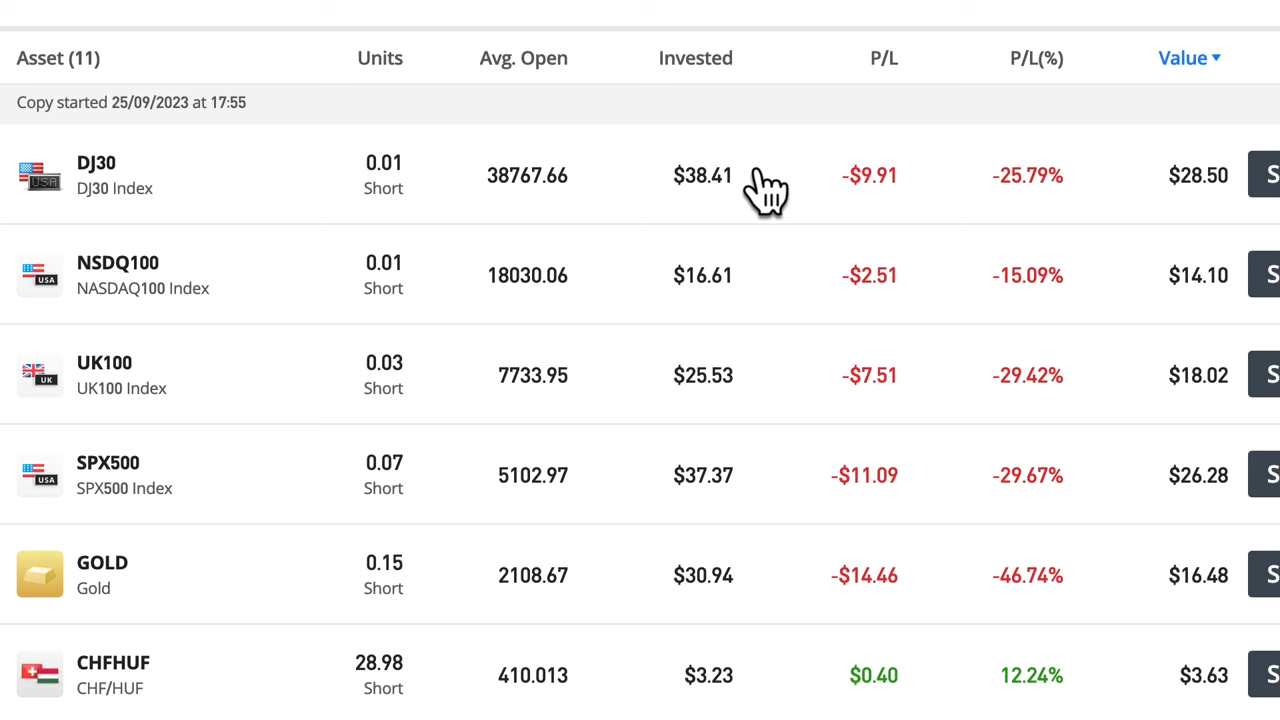 Asset (11) Units Avg. Open Invested P/L P/L(%) Value
Copy started 25/09/2023 at 17:55
DJ30 0.01 38767.66 $38.41 -$9.91 -25.79% $28.50 S
USA DJ30 Index Short
NSDQ100 0.01 18030.06 $16.61 -$2.51 -15.09% $14.10 S
USA NASDAQ100 Index Short
UK100 0.03 7733.95 $25.53 -$7.51 -29.42% $18.02 S
UK UK100 Index Short
SPX500 0.07 5102.97 $37.37 -$11.09 -29.67% $26.28 S
USA SPX500 Index Short
GOLD 0.15 2108.67 $30.94 -$14.46 -46.74% $16.48 S
Gold Short
CHFHUF 28.98 410.013 $3.23 $0.40 12.24% $3.63 S
CHF/HUF Short